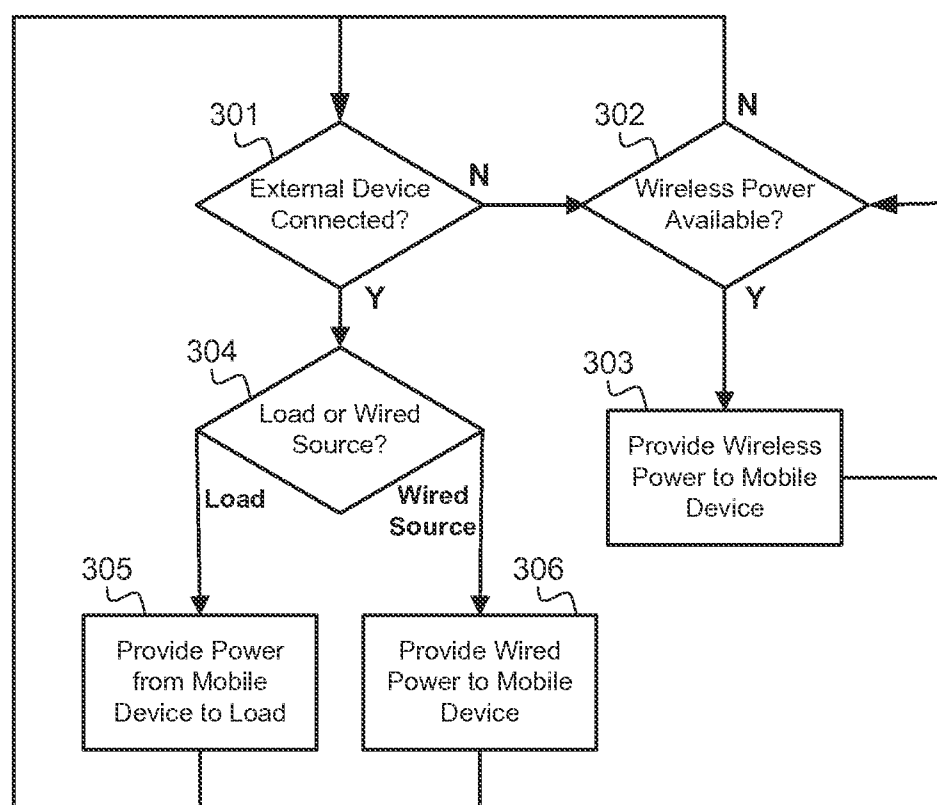 301
External Device
Connected?
N
302
N
Wireless Power
Available?
Y
Y
304
Load or Wired
Source?
Load
Wired
Source
303
Provide Wireless
Power to Mobile
Device
305
Provide Power
from Mobile
Device to Load
306
Provide Wired
Power to Mobile
Device